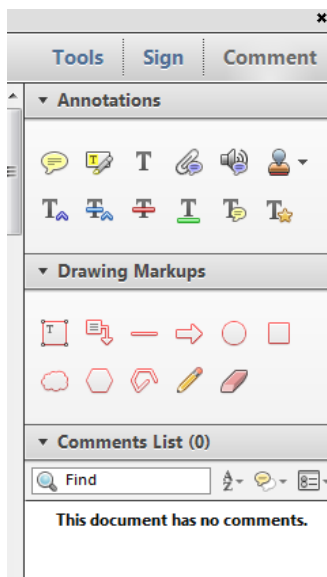 Tools Sign Comment
Annotations
T T
T T T T T T
Drawing Markups
T
Comments List (0)
Find A Z
This document has no comments.